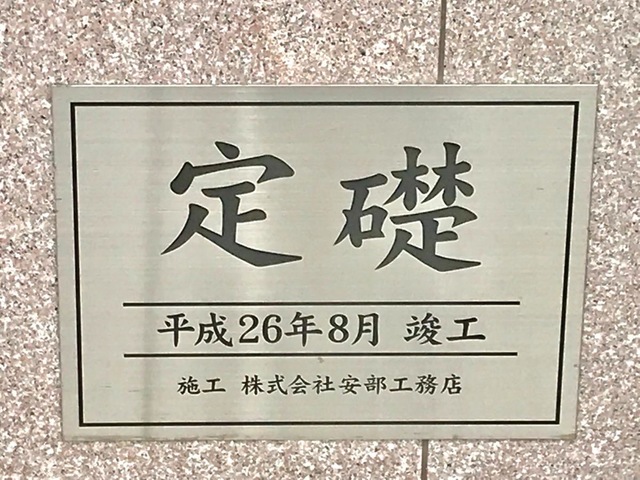 定礎
平成26年8月 竣工
施工 株式会社安部工務店